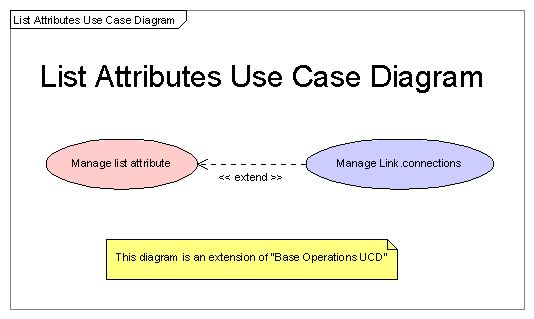 List Attributes Use Case Diagram
List Attributes Use Case Diagram
Manage list attribute
Manage Link.connections
<< extend >>
This diagram is an extension of "Base Operations UCD"